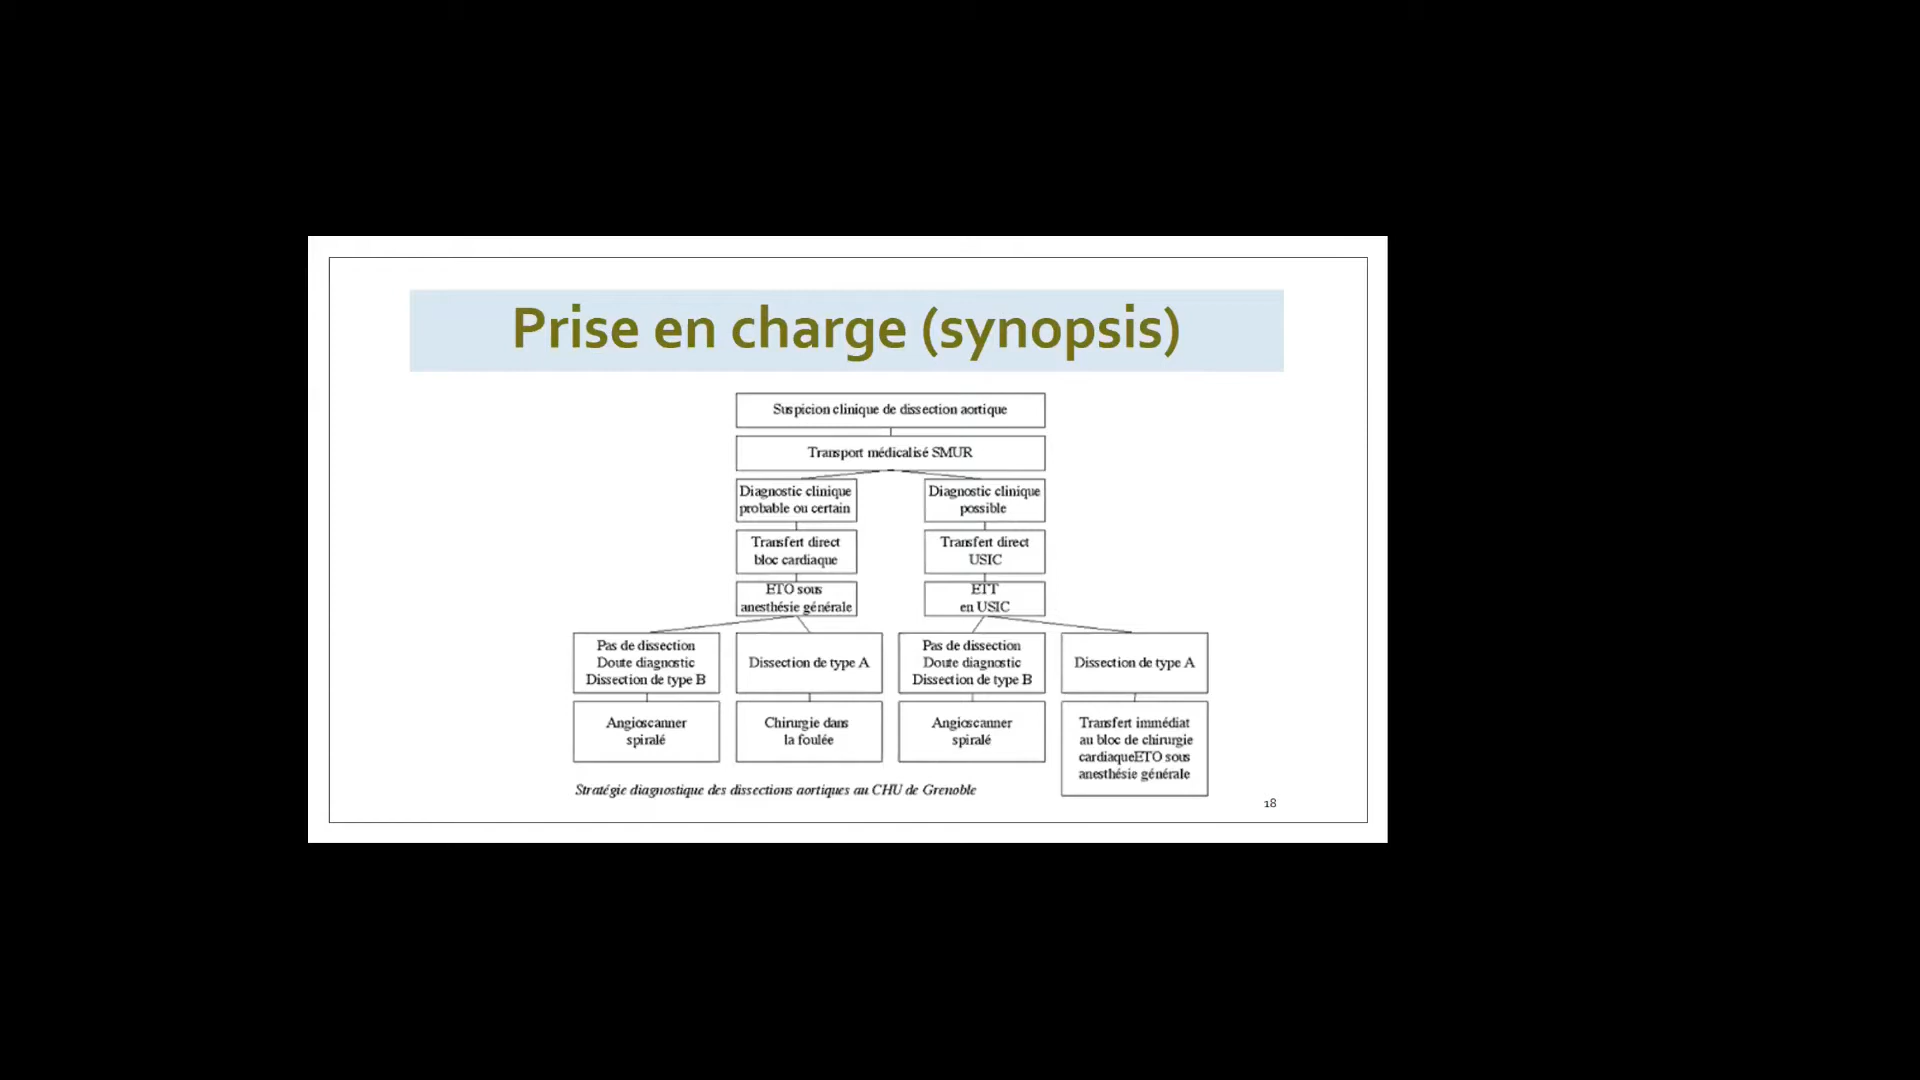 Prise en charge (synopsis)
Suspicion clinique de dissection aortique
Transport médicalisé SMUR
Diagnostic clinique
probable ou certain
Diagnostic clinique
possible
Transfert direct
bloc cardiaque
Transfert direct
USIC
ETO sous
anesthésie générale
ETT
en USIC
Pas de dissection
Doute diagnostic
Dissection de type B
Dissection de type A
Pas de dissection
Doute diagnostic
Dissection de type B
Dissection de type A
Angioscanner
spiralé
Chirurgie dans
la foulée
Angioscanner
spiralé
Transfert immédiat
au bloc de chirurgie
cardiaqueETO sous
anesthésie générale
Stratégie diagnostique des dissections aortiques au CHU de Grenoble
18